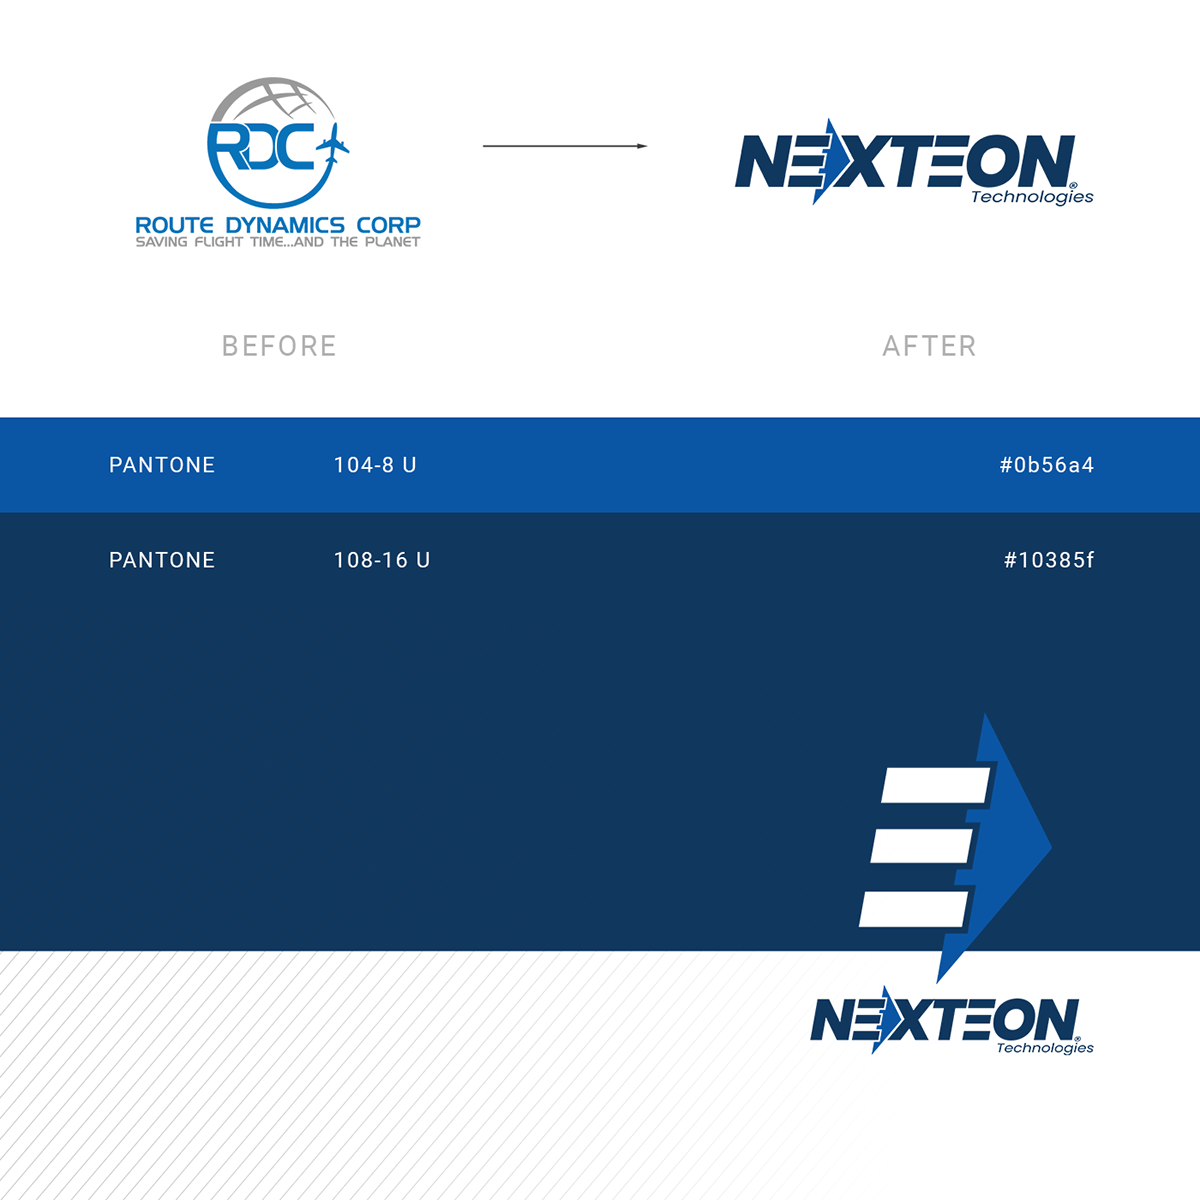 RDC
ROUTE DYNAMICS CORP
SAVING FLIGHT TIME...AND THE PLANET
NEXTEON®
Technologies
BEFORE
AFTER
PANTONE 104-8 U #0b56a4
PANTONE 108-16 U #10385f
NEXTEON®
Technologies